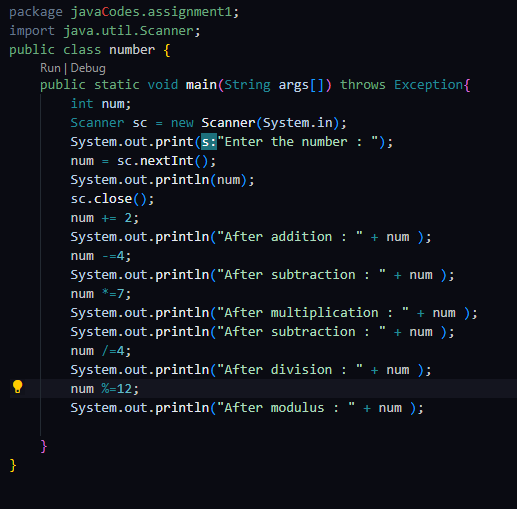 package javaCodes.assignment1;
import java.util.Scanner;
public class number {
Run | Debug
public static void main(String args[]) throws Exception{
int num;
Scanner sc = new Scanner(System.in);
System.out.print(s:"Enter the number : ");
num = sc.nextInt();
System.out.println(num);
sc.close();
num += 2;
System.out.println("After addition : " + num );
num -=4;
System.out.println("After subtraction : " + num );
num *=7;
System.out.println("After multiplication : " + num );
System.out.println("After subtraction : " + num );
num /=4;
System.out.println("After division : " + num );
num %=12;
System.out.println("After modulus : " + num );
}
}